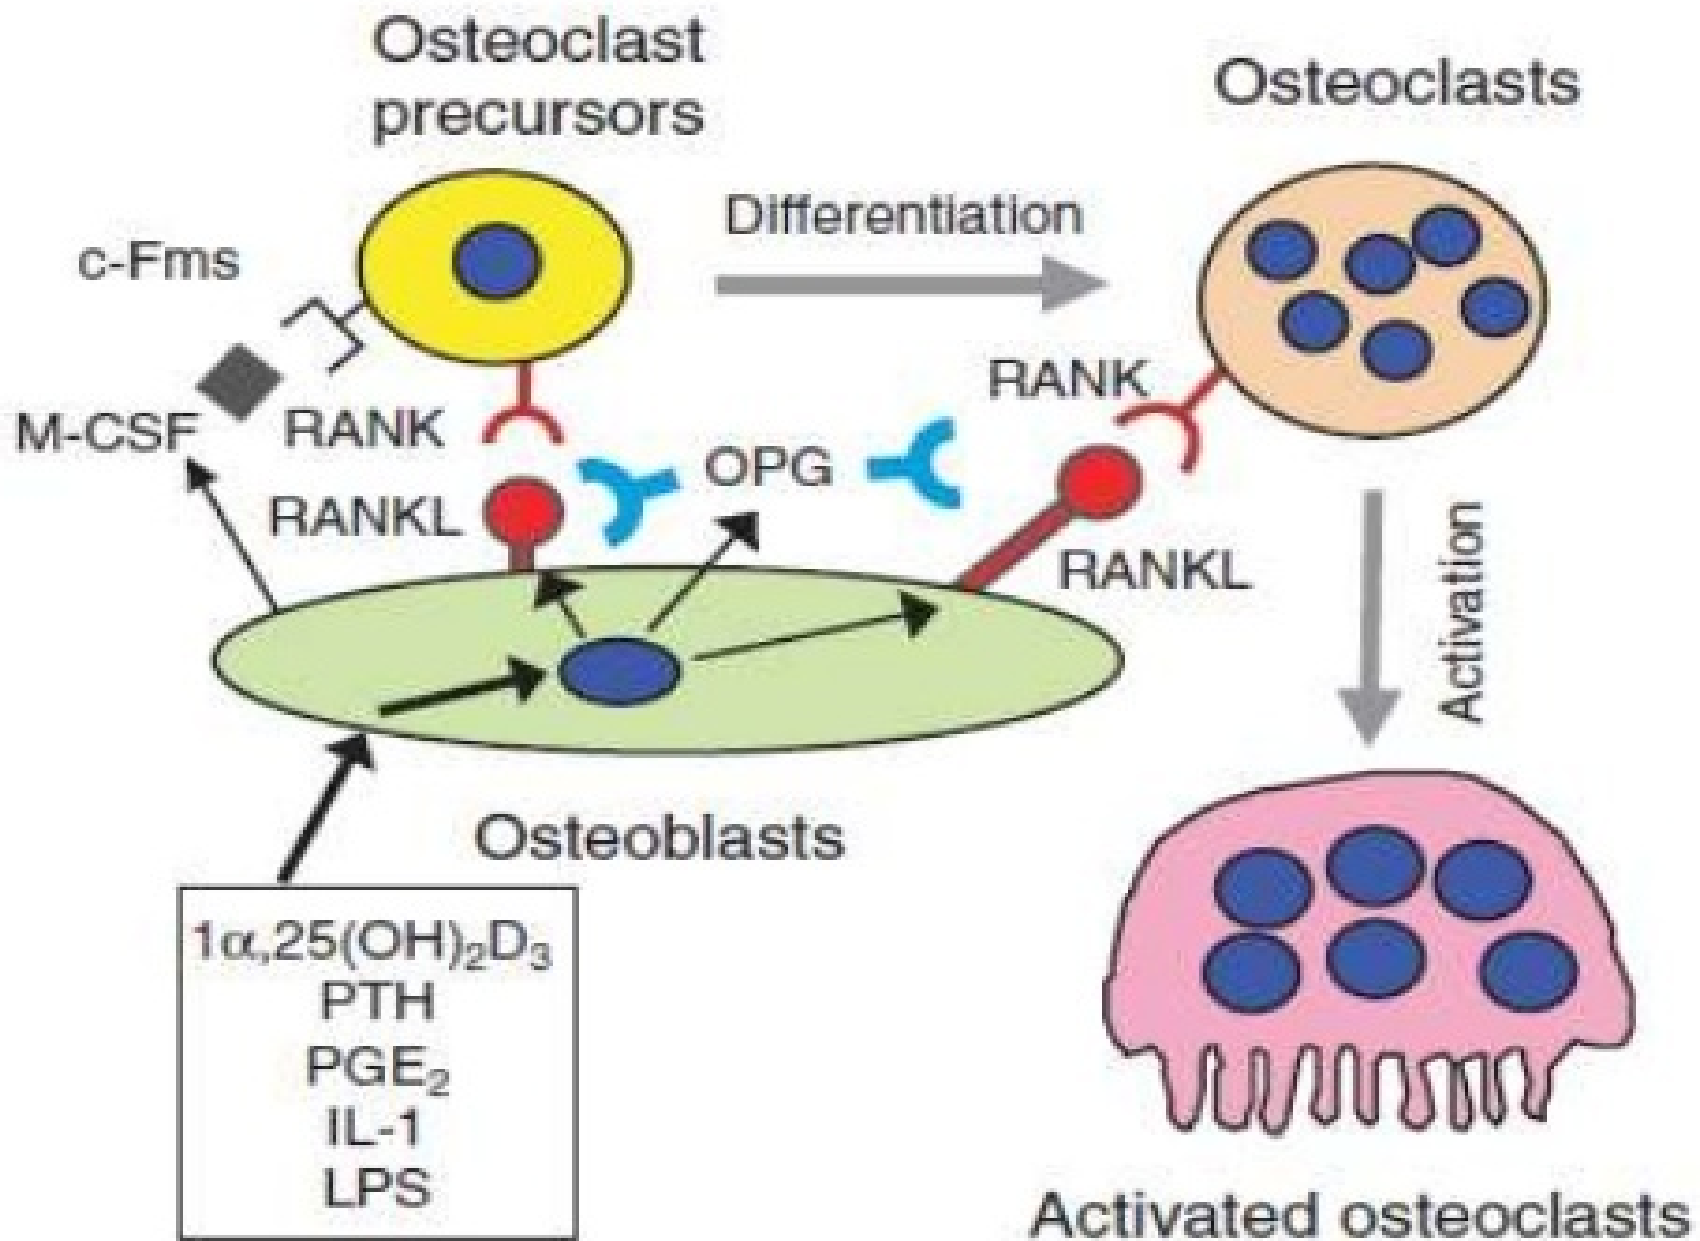 Osteoclast
precursors
Osteoclasts
Differentiation
c-Fms
RANK
M-CSF
RANK
OPG
RANKL
RANKL
Activation
Osteoblasts
1α,25(OH)₂D₃
PTH
PGE₂
IL-1
LPS
Activated osteoclasts